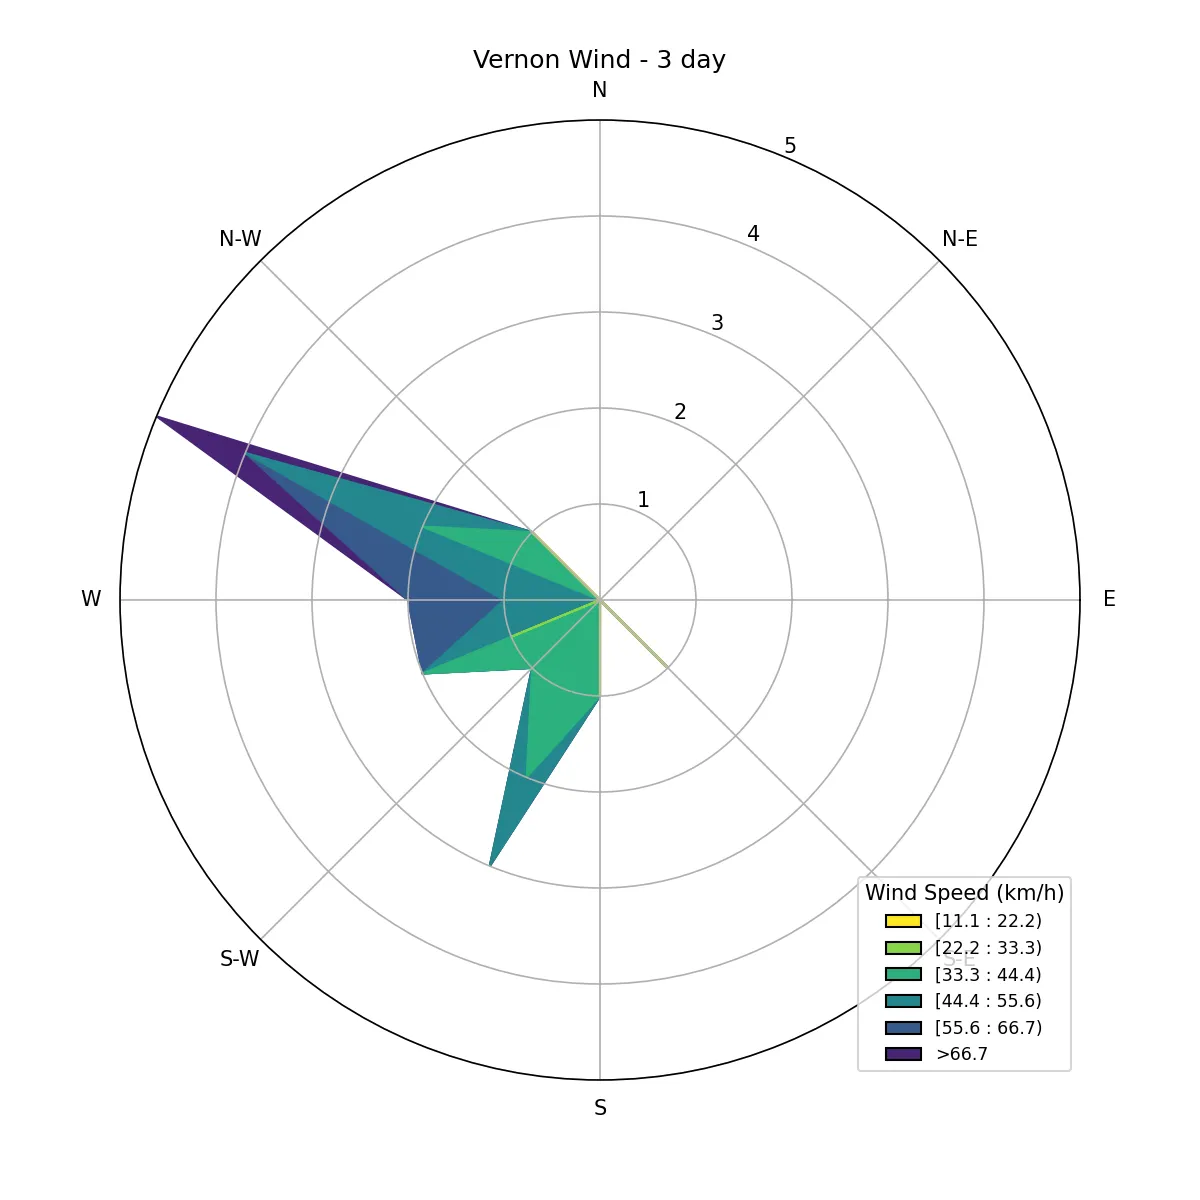 Vernon Wind - 3 day
N
5
N-W
N-E
4
3
2
1
W
E
S-W
S-E
S
Wind Speed (km/h)
[11.1 : 22.2)
[22.2 : 33.3)
[33.3 : 44.4)
[44.4 : 55.6)
[55.6 : 66.7)
>66.7